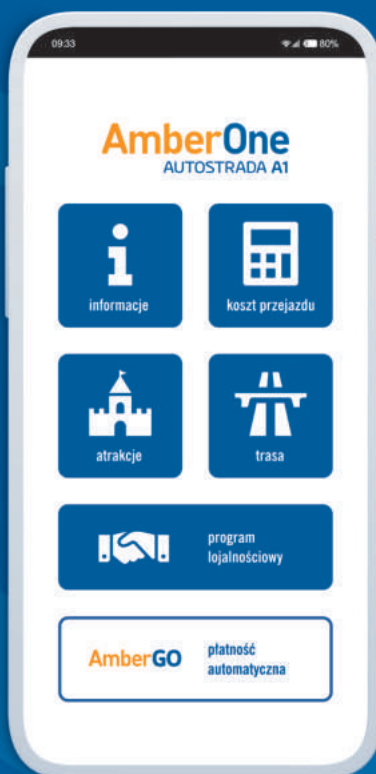 09:33
80%
AmberOne
AUTOSTRADA A1
informacje
koszt przejazdu
atrakcje
trasa
program
lojalnościowy
AmberGO
płatność
automatyczna